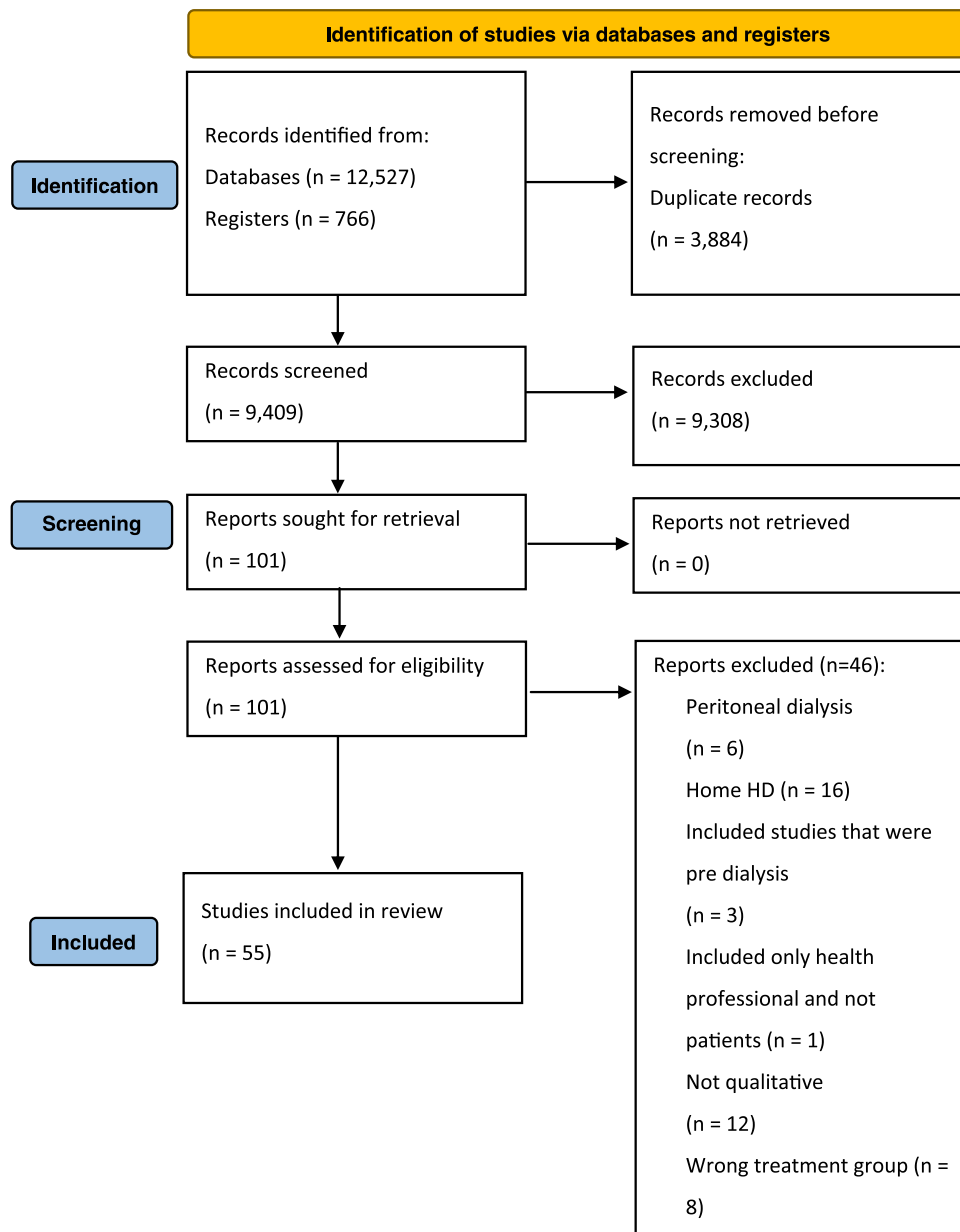 Identification of studies via databases and registers
Identification
Records identified from:
Databases (n = 12,527)
Registers (n = 766)
Records removed before
screening:
Duplicate records
(n = 3,884)
Records screened
(n = 9,409)
Records excluded
(n = 9,308)
Screening
Reports sought for retrieval
(n = 101)
Reports not retrieved
(n = 0)
Reports assessed for eligibility
(n = 101)
Reports excluded (n=46):
Peritoneal dialysis
(n = 6)
Home HD (n = 16)
Included studies that were
pre dialysis
(n = 3)
Included only health
professional and not
patients (n = 1)
Not qualitative
(n = 12)
Wrong treatment group (n =
8)
Included
Studies included in review
(n = 55)